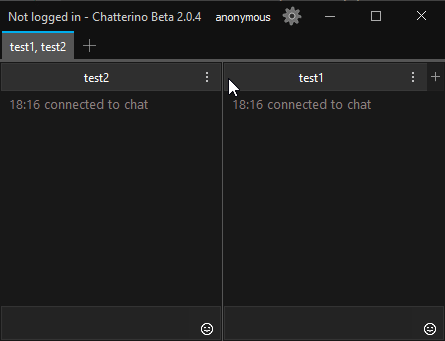 Not logged in - Chatterino Beta 2.0.4 anonymous
test1, test2
test2
test1
18:16 connected to chat
18:16 connected to chat